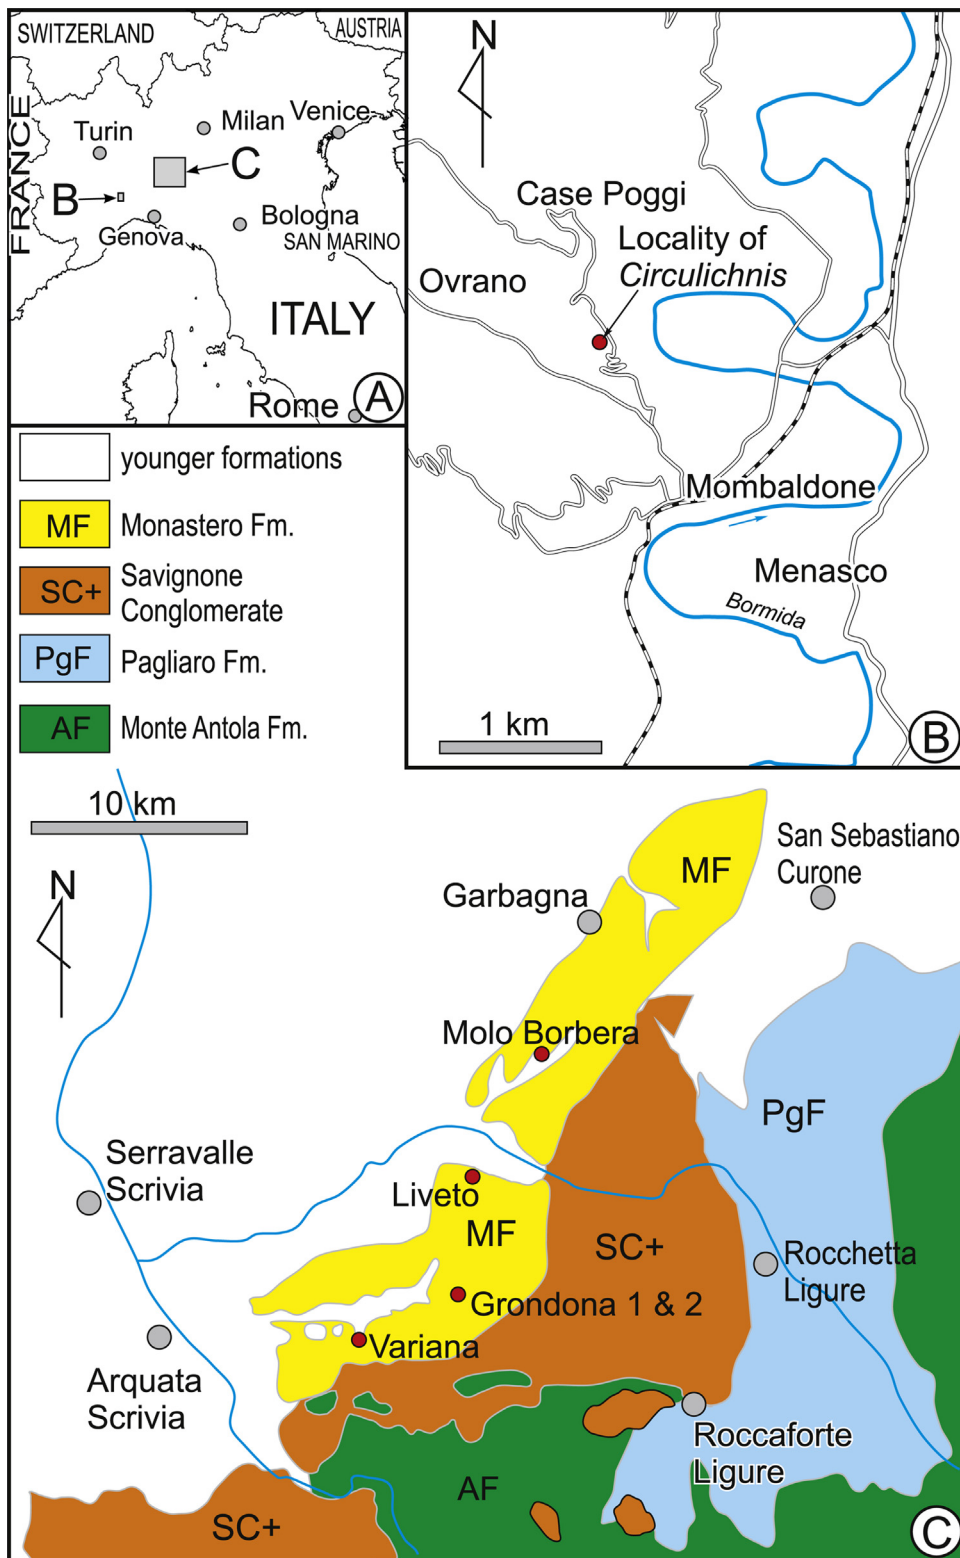 SWITZERLAND
AUSTRIA
FRANCE
Turin
Milan
Venice
C
B
Genova
Bologna
SAN MARINO
ITALY
Rome
A
N
Case Poggi
Locality of
Circulichnis
Ovrano
Mombaldone
Menasco
Bormida
1 km
B
younger formations
MF
Monastero Fm.
SC+
Savignone
Conglomerate
PgF
Pagliaro Fm.
AF
Monte Antola Fm.
10 km
N
San Sebastiano
Curone
MF
Garbagna
Molo Borbera
PgF
Serravalle
Scrivia
Liveto
MF
SC+
Rocchetta
Ligure
Grondona 1 & 2
Variana
Arquata
Scrivia
Roccaforte
Ligure
AF
SC+
C